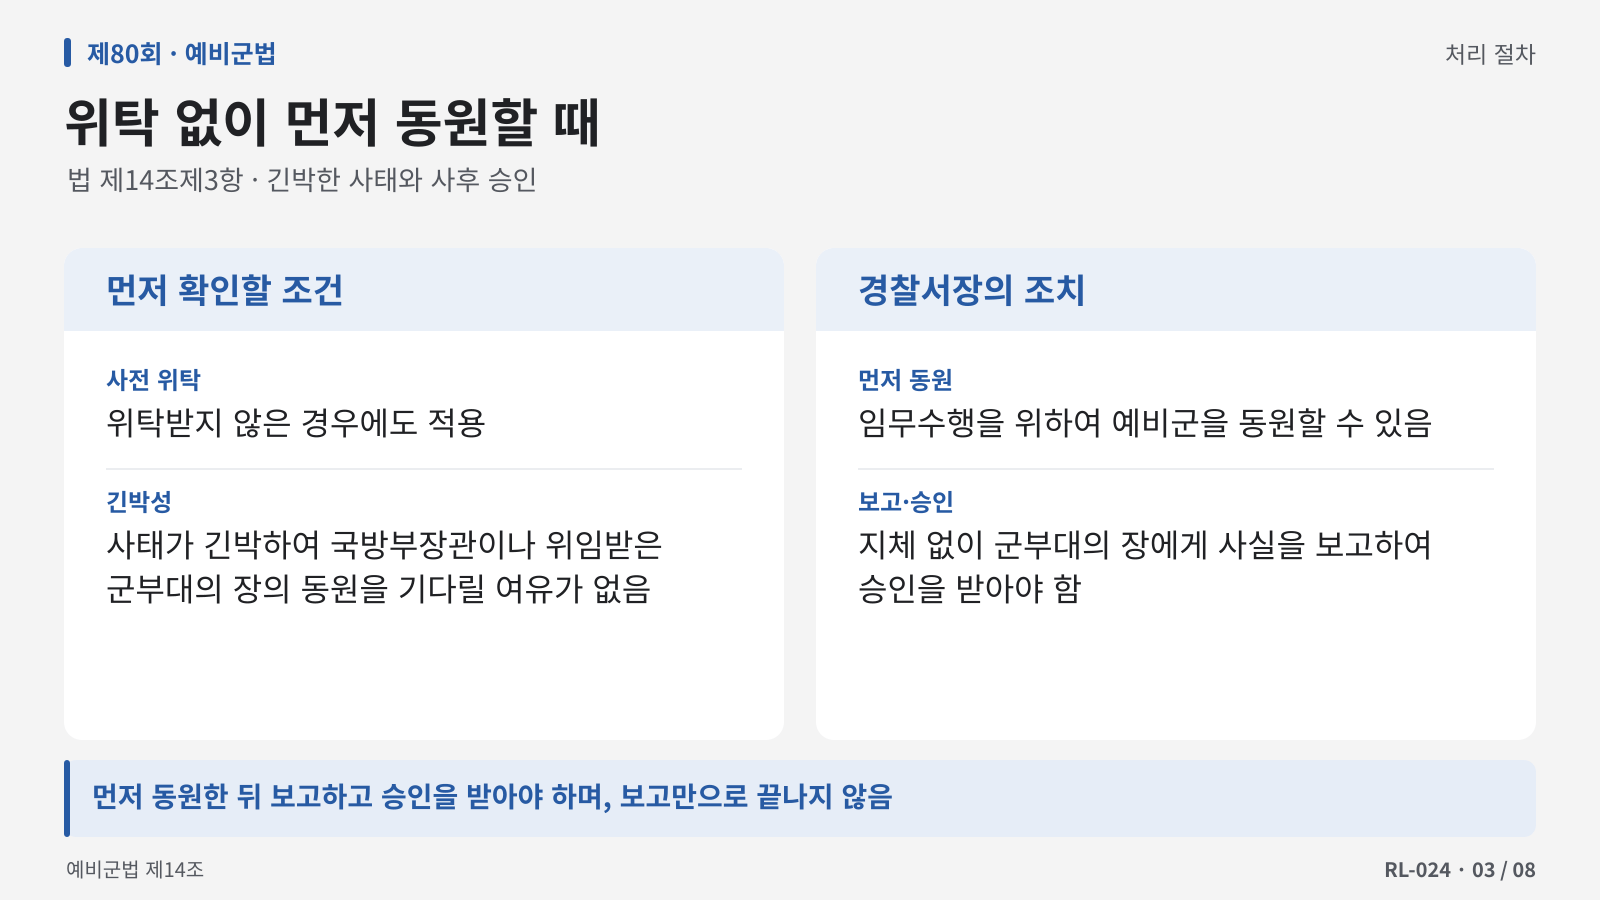 제80회 · 예비군법
처리 절차
위탁 없이 먼저 동원할 때
법 제14조제3항 · 긴박한 사태와 사후 승인
먼저 확인할 조건
사전 위탁
위탁받지 않은 경우에도 적용
긴박성
사태가 긴박하여 국방부장관이나 위임받은
군부대의 장의 동원을 기다릴 여유가 없음
경찰서장의 조치
먼저 동원
임무수행을 위하여 예비군을 동원할 수 있음
보고·승인
지체 없이 군부대의 장에게 사실을 보고하여
승인을 받아야 함
먼저 동원한 뒤 보고하고 승인을 받아야 하며, 보고만으로 끝나지 않음
예비군법 제14조
RL-024 · 03 / 08